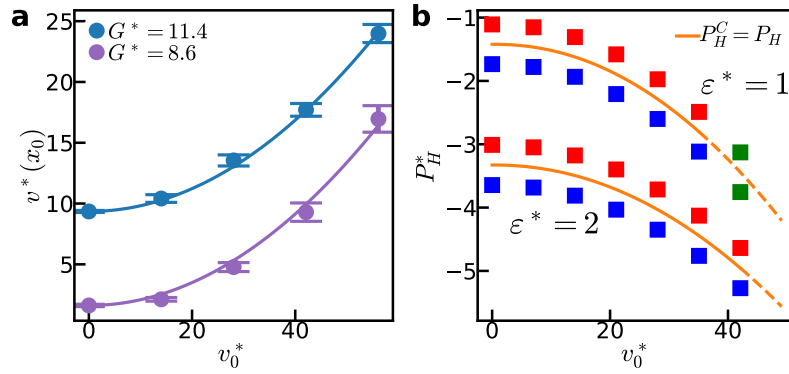 a
G* = 11.4
G* = 8.6
25
20
15
10
5
0
20
40
v*(x₀)
v₀*
b
P_H^C = P_H
ε* = 1
ε* = 2
−1
−2
−3
−4
−5
0
20
40
P_H^*
v₀*